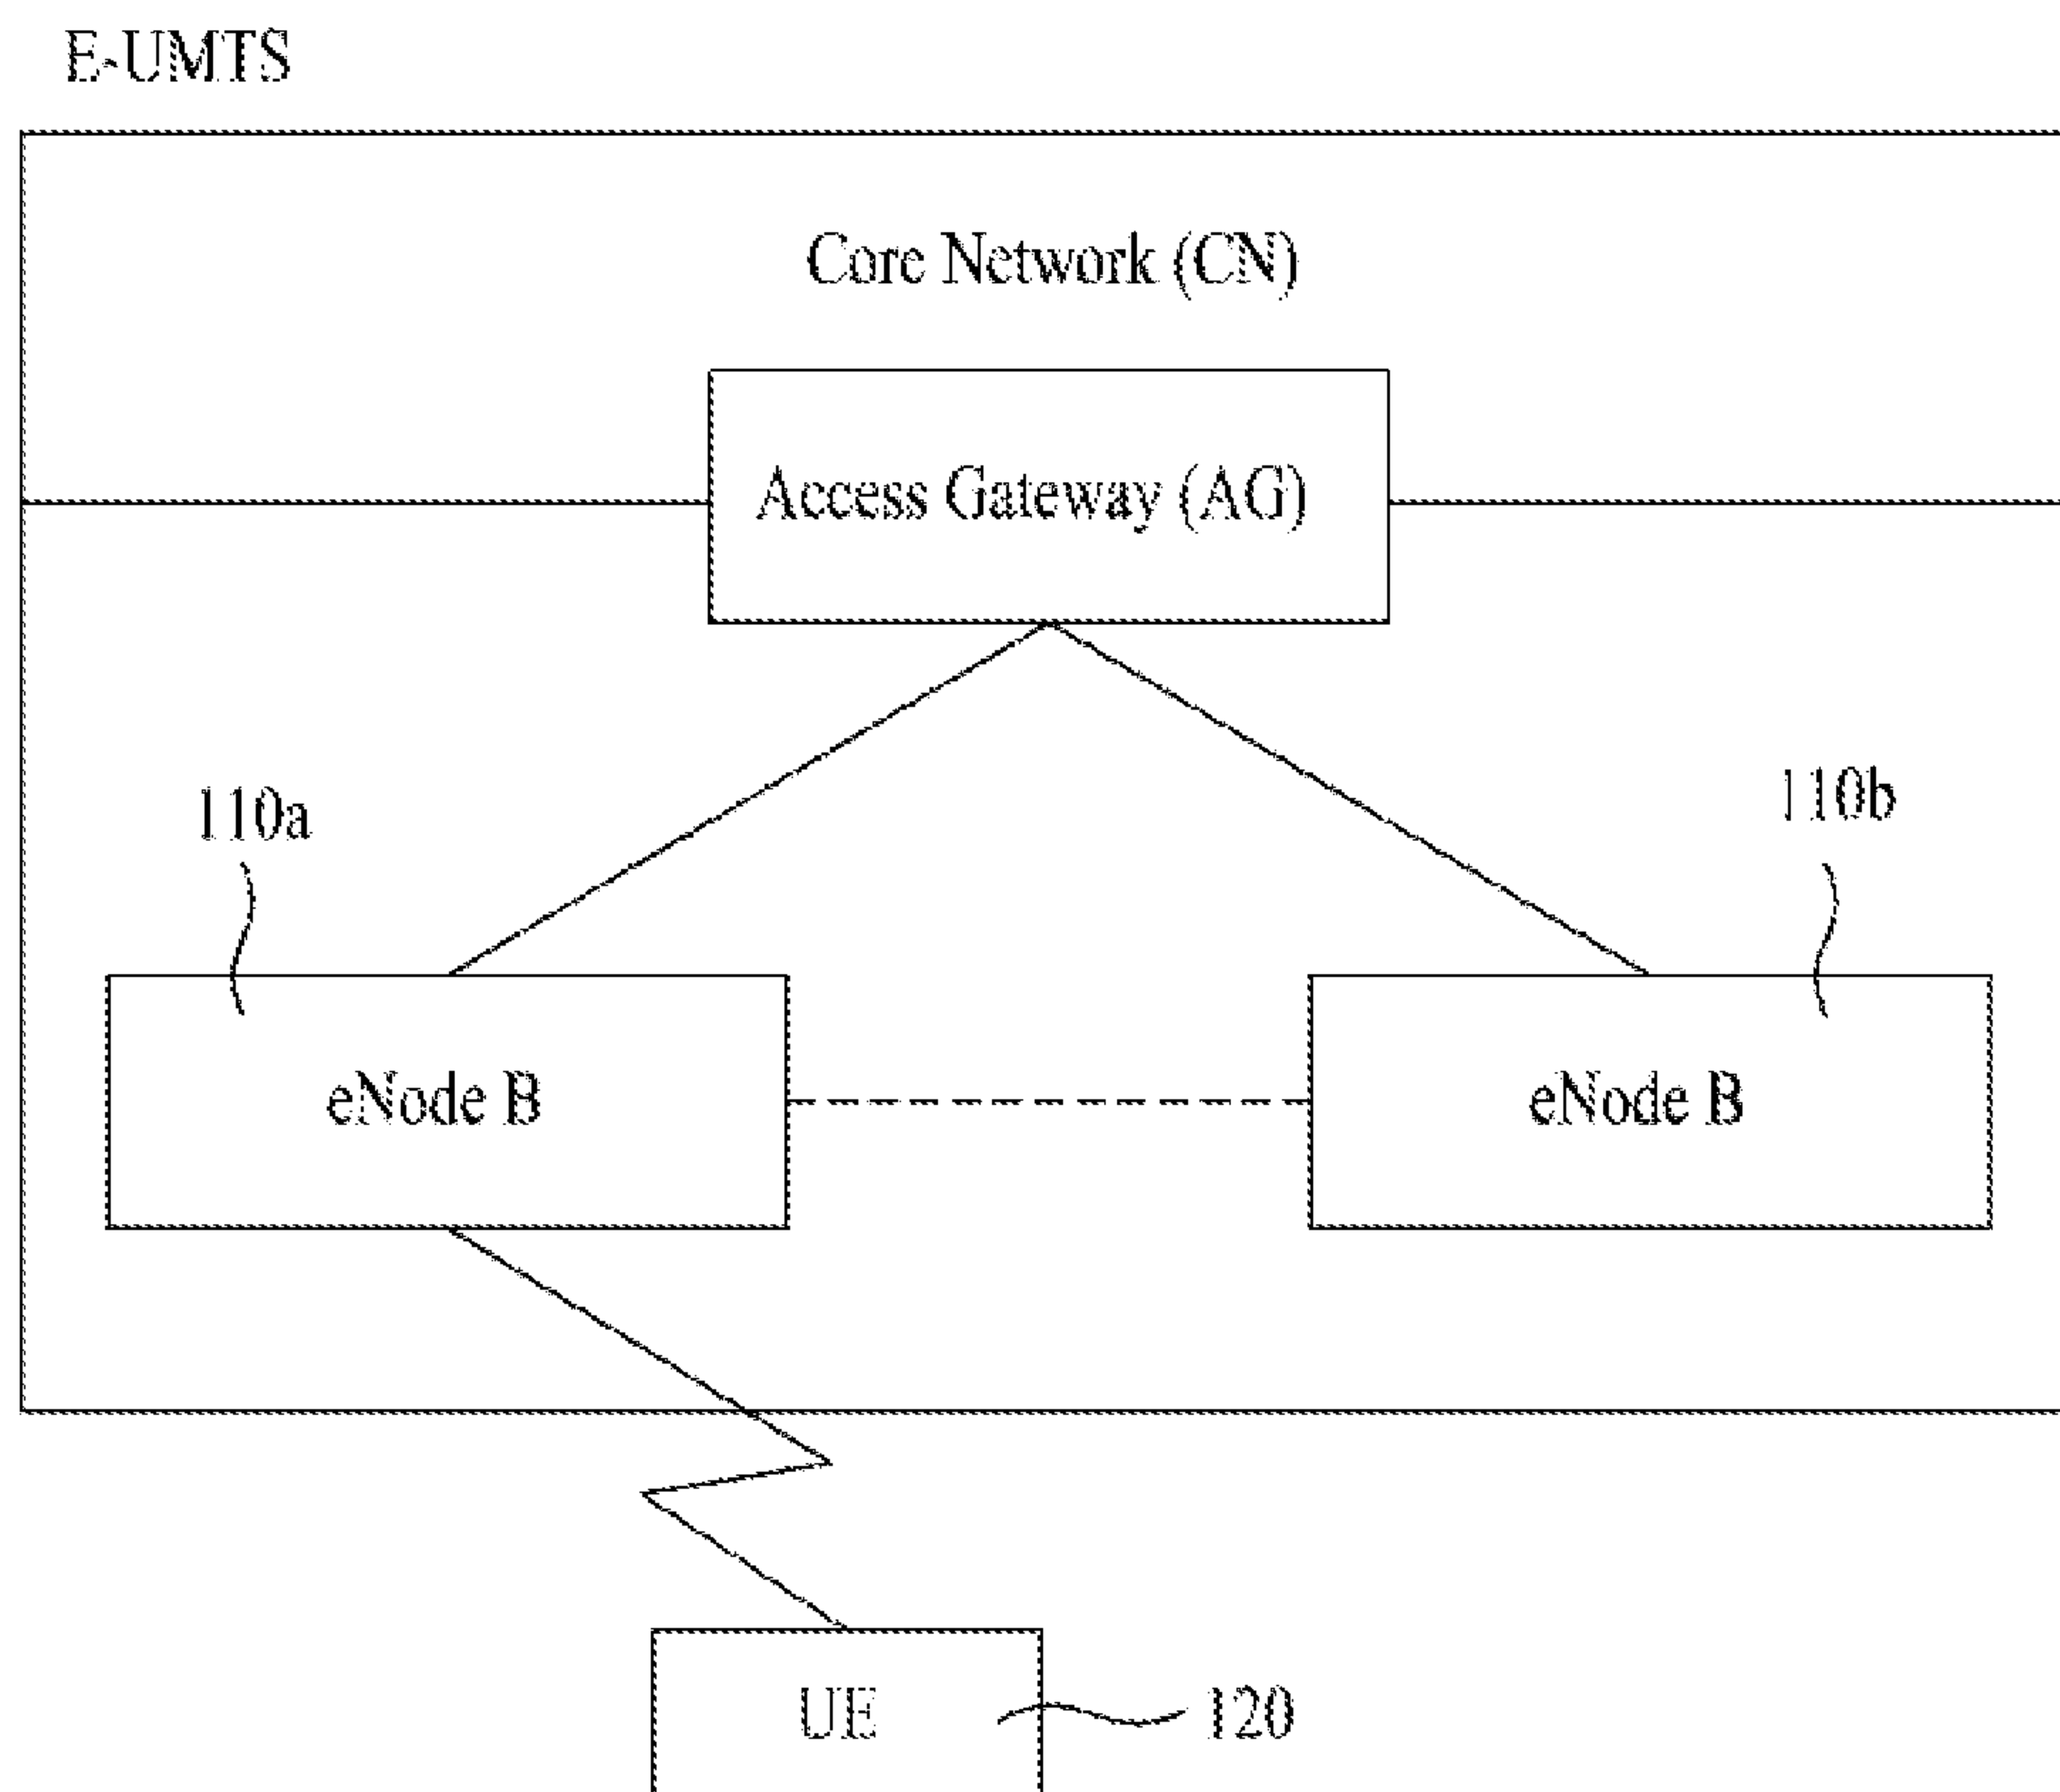 E-UMTS
Core Network (CN)
Access Gateway (AG)
110a
110b
eNode B
eNode B
UE
120